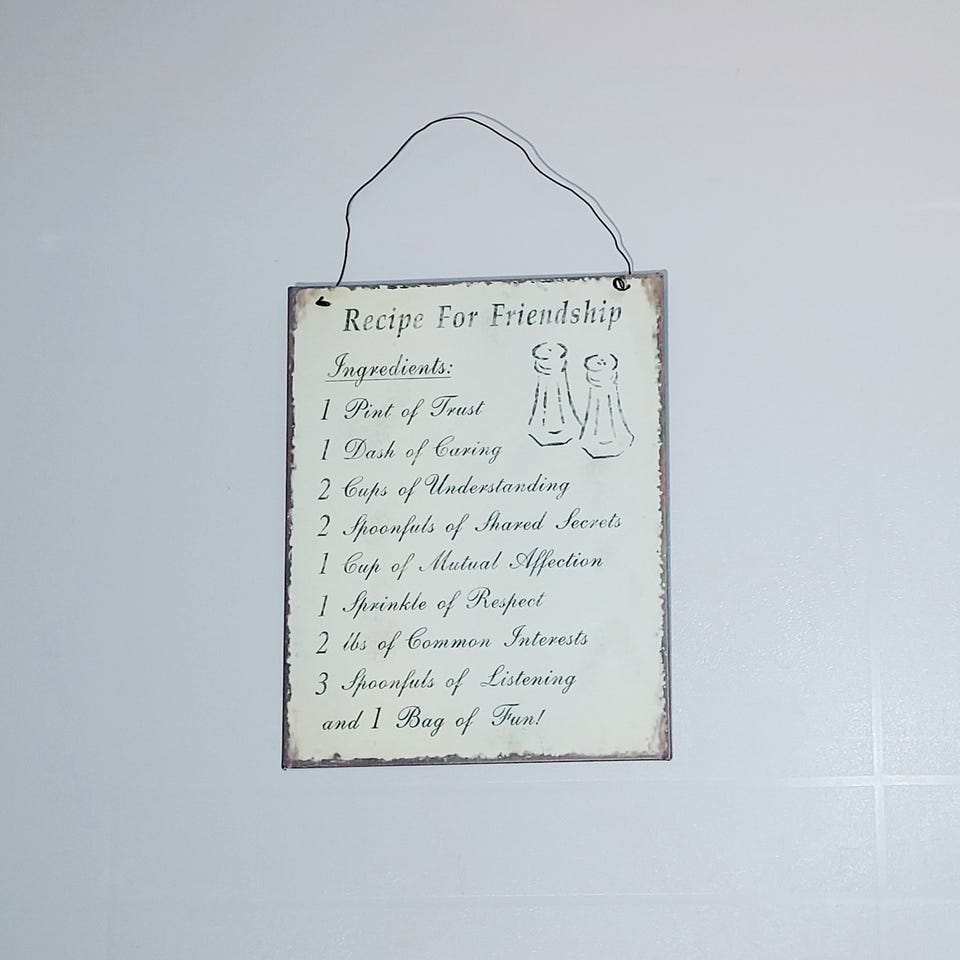 Recipe For Friendship
Ingredients:
1 Pint of Trust
1 Dash of Caring
2 Cups of Understanding
2 Spoonfuls of Shared Secrets
1 Cup of Mutual Affection
1 Sprinkle of Respect
2 lbs of Common Interests
3 Spoonfuls of Listening
and 1 Bag of Fun!